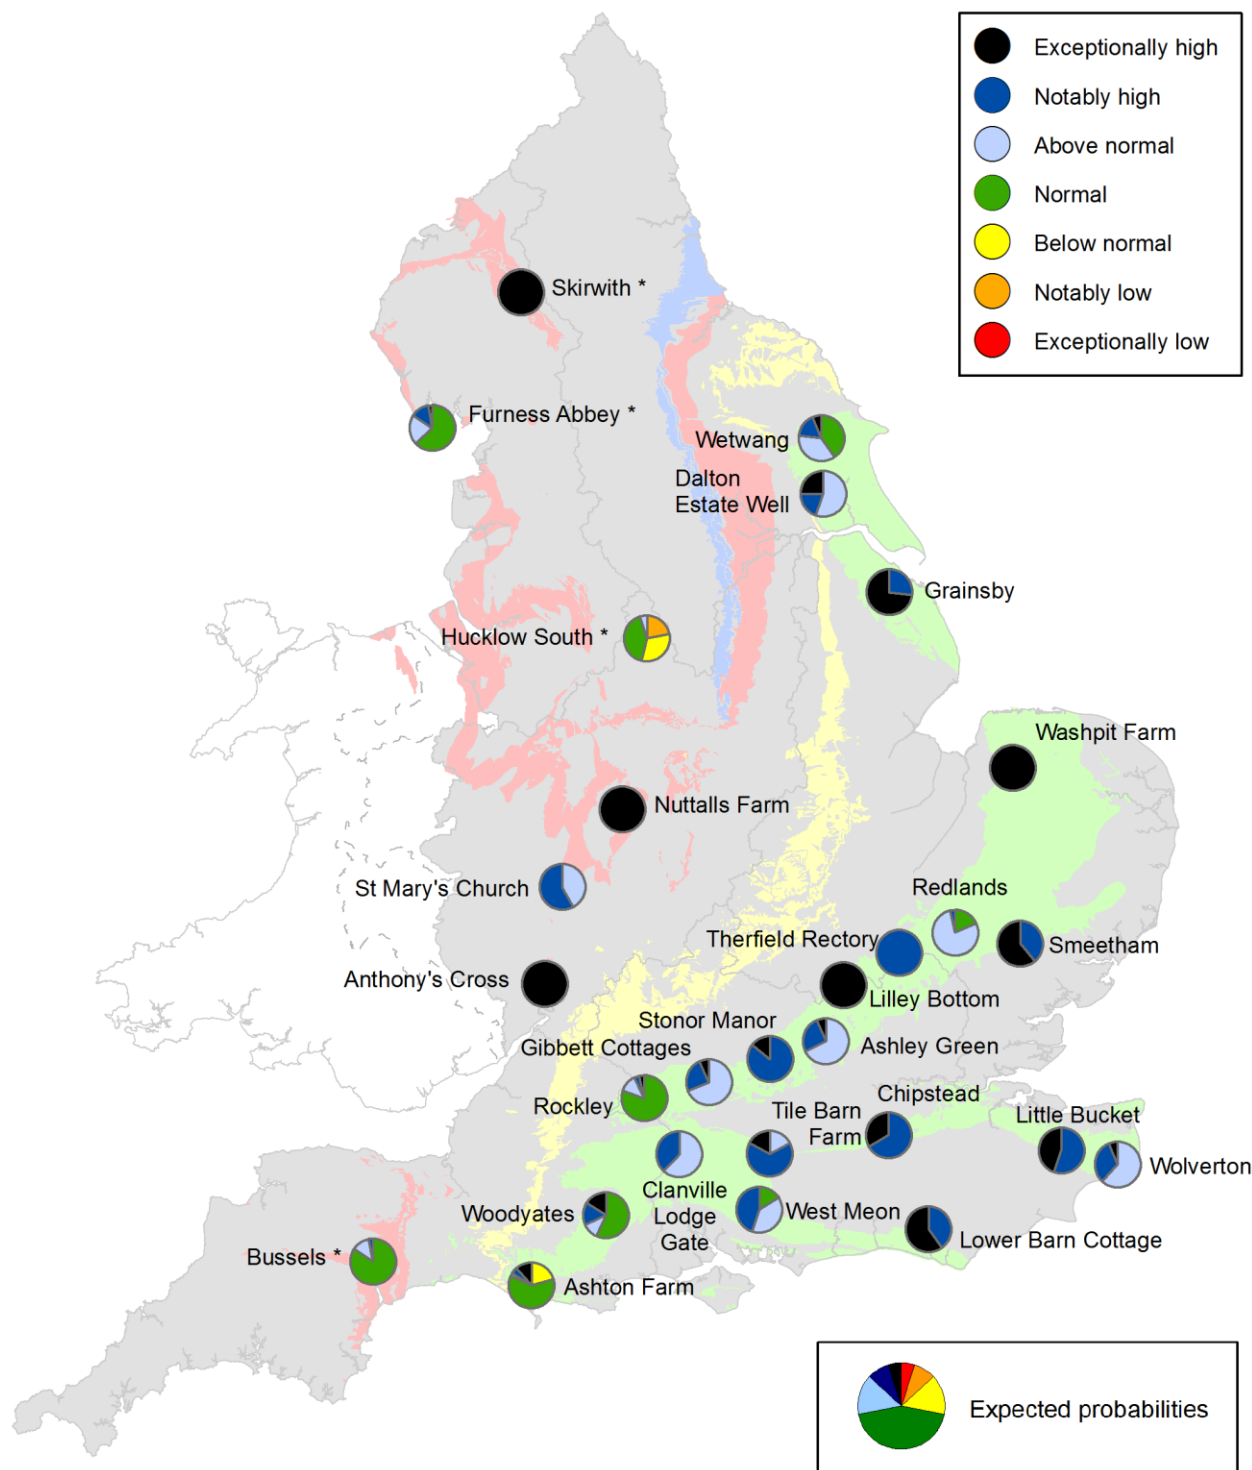 Exceptionally high
Notably high
Above normal
Normal
Below normal
Notably low
Exceptionally low
Skirwith *
Furness Abbey *
Wetwang
Dalton
Estate Well
Grainsby
Hucklow South *
Washpit Farm
Nuttalls Farm
St Mary's Church
Redlands
Therfield Rectory
Smeetham
Anthony's Cross
Lilley Bottom
Stonor Manor
Gibbett Cottages
Ashley Green
Rockley
Chipstead
Tile Barn
Farm
Little Bucket
Wolverton
Clanville
Lodge
Gate
Woodyates
West Meon
Lower Barn Cottage
Bussels *
Ashton Farm
Expected probabilities